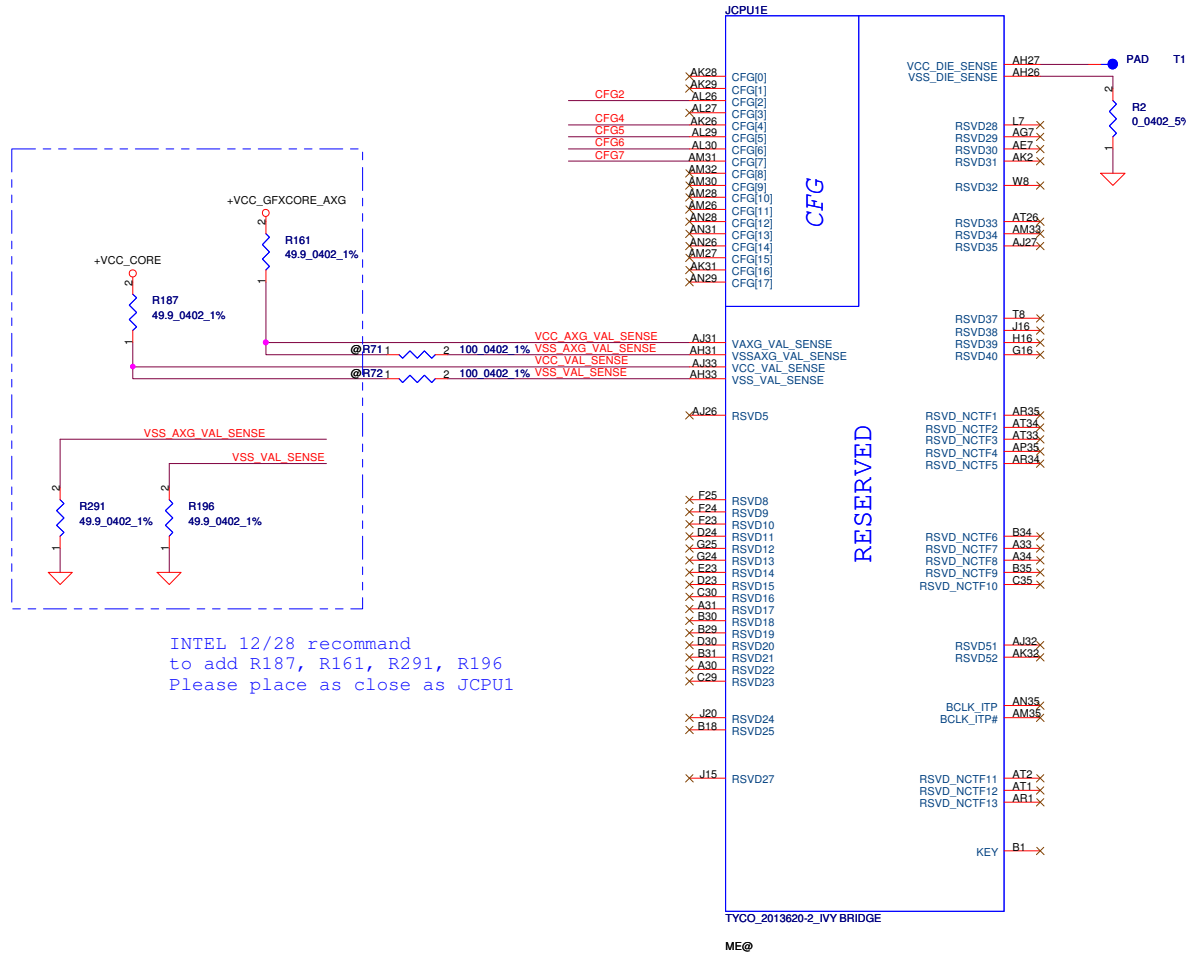 JCPU1E
AK28 CFG[0]
AK29 CFG[1]
CFG2 AL26 CFG[2]
AL27 CFG[3]
CFG4 AK26 CFG[4]
CFG5 AL29 CFG[5]
CFG6 AL30 CFG[6]
CFG7 AM31 CFG[7]
AM32 CFG[8]
AM30 CFG[9]
AM28 CFG[10]
AM26 CFG[11]
AN28 CFG[12]
AN31 CFG[13]
AN26 CFG[14]
AM27 CFG[15]
AK31 CFG[16]
AN29 CFG[17]
CFG
VCC_DIE_SENSE AH27
VSS_DIE_SENSE AH26
PAD T1
2
R2
0_0402_5%
1
RSVD28 L7
RSVD29 AG7
RSVD30 AE7
RSVD31 AK2
RSVD32 W8
RSVD33 AT26
RSVD34 AM33
RSVD35 AJ27
RSVD37 T8
RSVD38 J16
RSVD39 H16
RSVD40 G16
+VCC_GFXCORE_AXG
2
R161
49.9_0402_1%
1
+VCC_CORE
2
R187
49.9_0402_1%
1
VCC_AXG_VAL_SENSE AJ31 VAXG_VAL_SENSE
@R71 1 2 100_0402_1% VSS_AXG_VAL_SENSE AH31 VSSAXG_VAL_SENSE
VCC_VAL_SENSE AJ33 VCC_VAL_SENSE
@R72 1 2 100_0402_1% VSS_VAL_SENSE AH33 VSS_VAL_SENSE
AJ26 RSVD5
RESERVED
RSVD_NCTF1 AR35
RSVD_NCTF2 AT34
RSVD_NCTF3 AT33
RSVD_NCTF4 AP35
RSVD_NCTF5 AR34
VSS_AXG_VAL_SENSE
VSS_VAL_SENSE
2
R291
49.9_0402_1%
1
2
R196
49.9_0402_1%
1
F25 RSVD8
F24 RSVD9
F23 RSVD10
D24 RSVD11
G25 RSVD12
G24 RSVD13
E23 RSVD14
D23 RSVD15
C30 RSVD16
A31 RSVD17
B30 RSVD18
B29 RSVD19
D30 RSVD20
B31 RSVD21
A30 RSVD22
C29 RSVD23
J20 RSVD24
B18 RSVD25
J15 RSVD27
RSVD_NCTF6 B34
RSVD_NCTF7 A33
RSVD_NCTF8 A34
RSVD_NCTF9 B35
RSVD_NCTF10 C35
RSVD51 AJ32
RSVD52 AK32
BCLK_ITP AN35
BCLK_ITP# AM35
RSVD_NCTF11 AT2
RSVD_NCTF12 AT1
RSVD_NCTF13 AR1
KEY B1
INTEL 12/28 recommand
to add R187, R161, R291, R196
Please place as close as JCPU1
TYCO_2013620-2_IVY BRIDGE
ME@